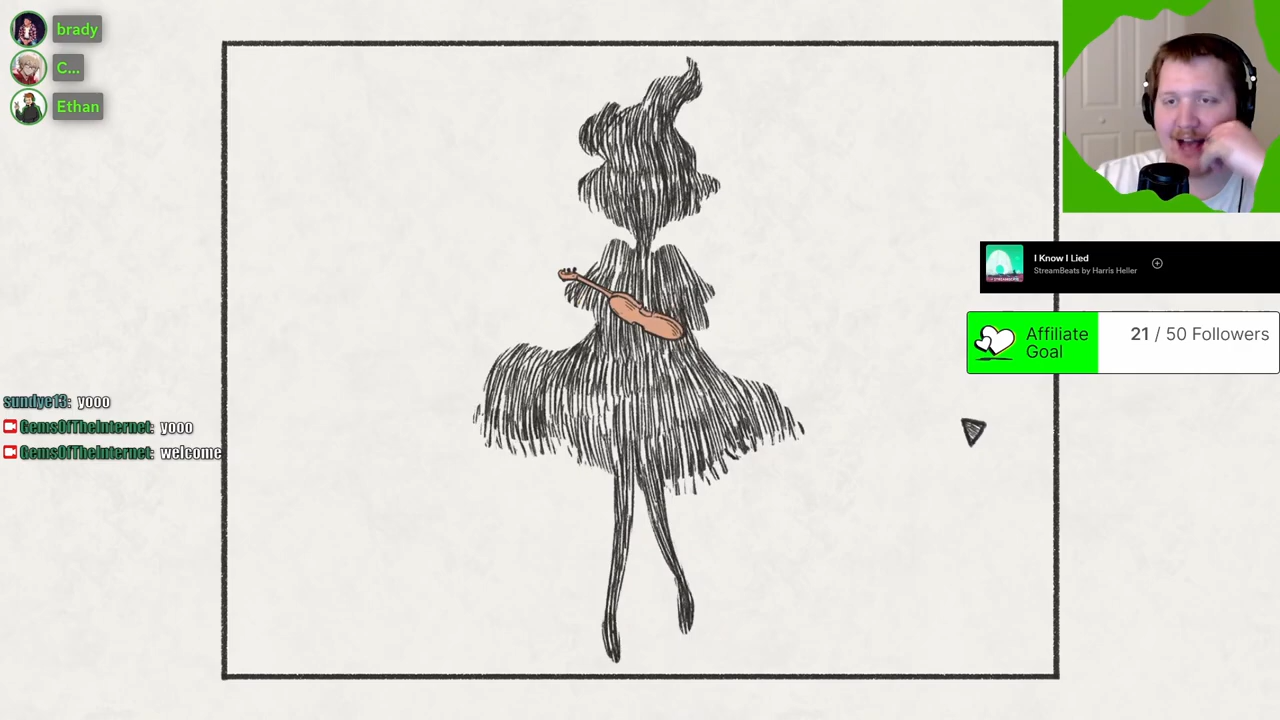 brady
C...
Ethan
I Know I Lied
StreamBeats by Harris Heller
Affiliate
Goal
21 / 50 Followers
sundye13: yooo
GemsOfTheInternet: yooo
GemsOfTheInternet: welcome